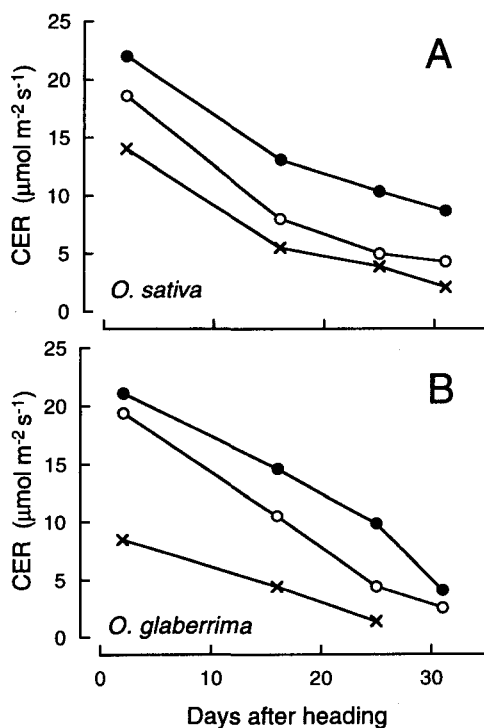 A
25
20
15
10
5
0
CER (μmol m⁻² s⁻¹)
O. sativa
B
25
20
15
10
5
0
CER (μmol m⁻² s⁻¹)
O. glaberrima
0 10 20 30
Days after heading